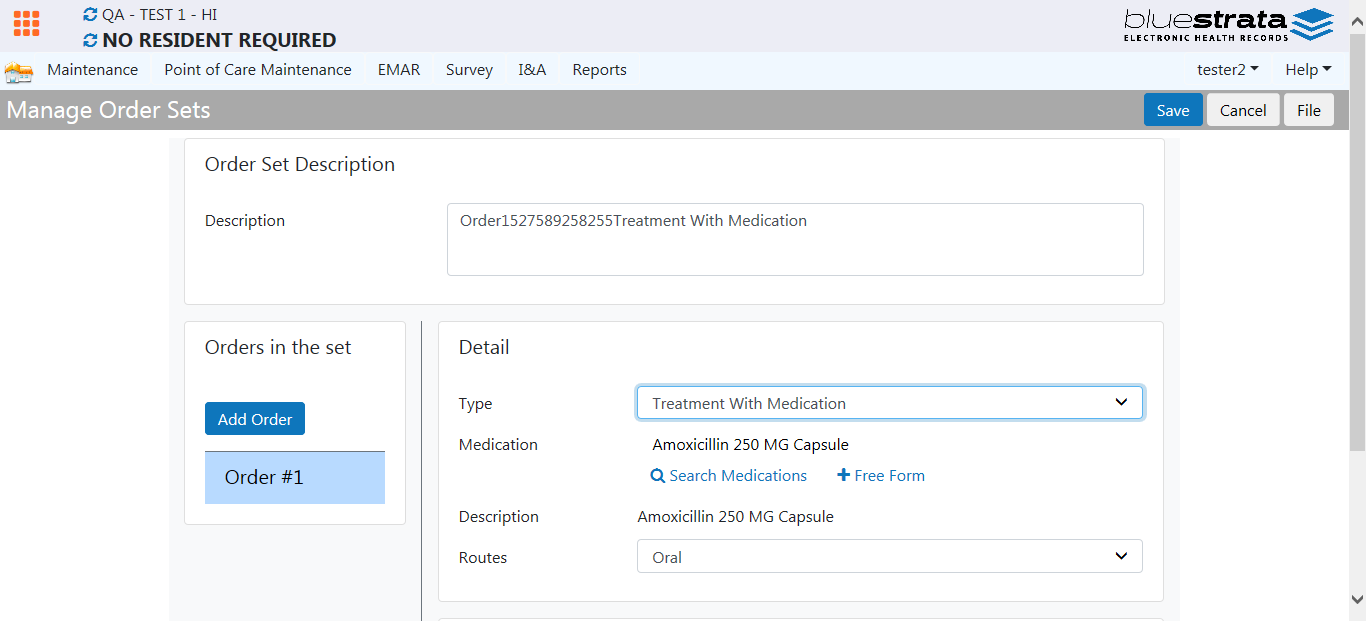 QA - TEST 1 - HI
NO RESIDENT REQUIRED
bluestrata
ELECTRONIC HEALTH RECORDS
Maintenance Point of Care Maintenance EMAR Survey I&A Reports tester2 Help
Manage Order Sets Save Cancel File
Order Set Description
Description Order1527589258255Treatment With Medication
Orders in the set
Add Order
Order #1
Detail
Type Treatment With Medication
Medication Amoxicillin 250 MG Capsule
Search Medications Free Form
Description Amoxicillin 250 MG Capsule
Routes Oral